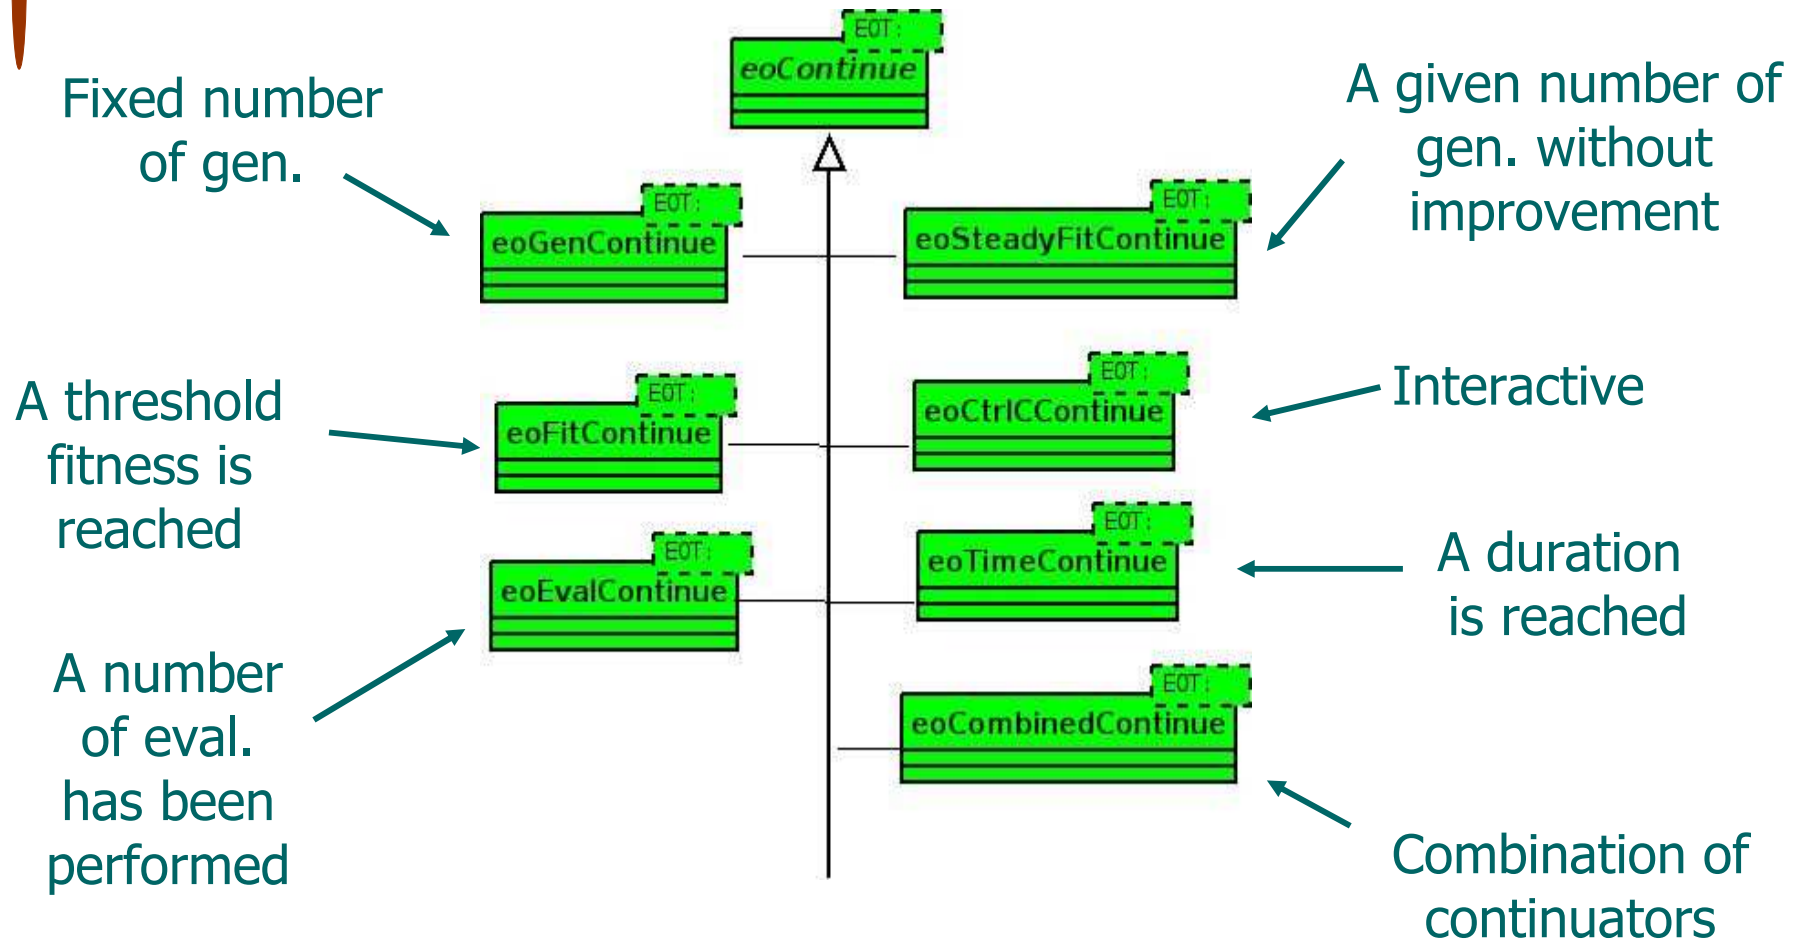 EOT:
eoContinue
Fixed number
of gen.
A given number of
gen. without
improvement
EOT:
eoGenContinue
EOT:
eoSteadyFitContinue
A threshold
fitness is
reached
EOT:
eoFitContinue
EOT:
eoCtrlCContinue
Interactive
EOT:
eoEvalContinue
EOT:
eoTimeContinue
A duration
is reached
A number
of eval.
has been
performed
EOT:
eoCombinedContinue
Combination of
continuators